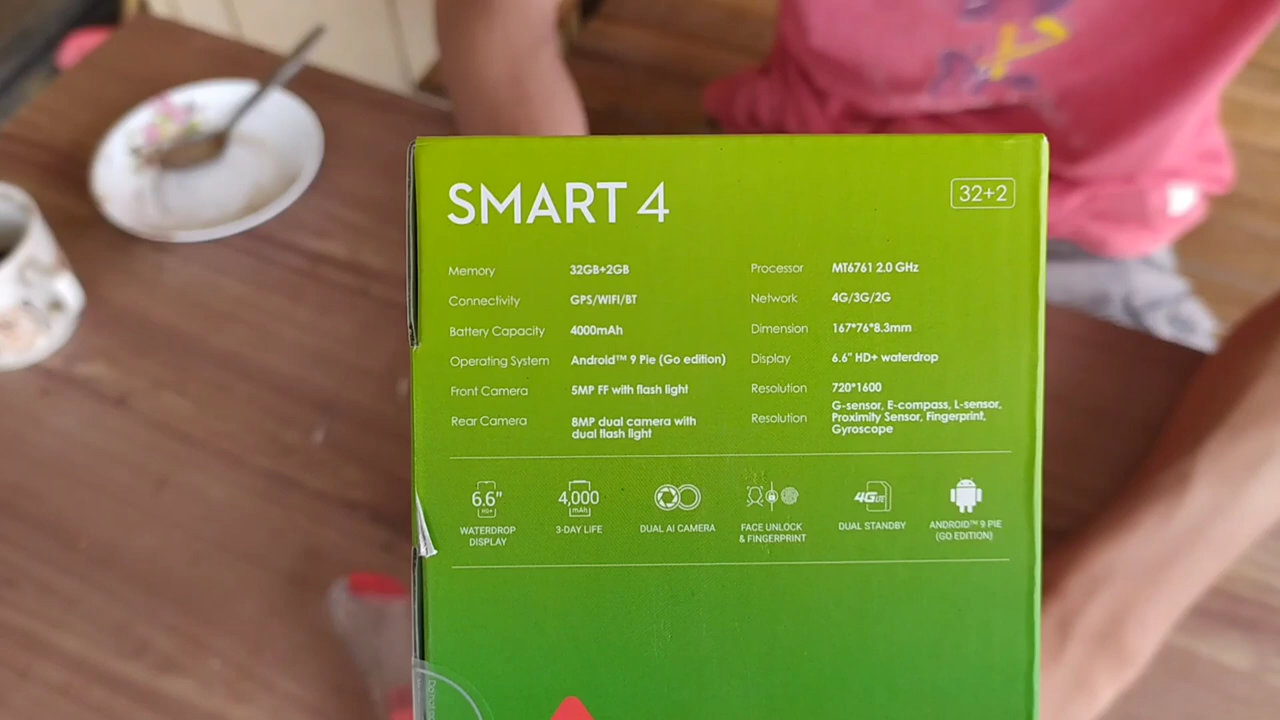 SMART 4
32+2
Memory 32GB+2GB
Connectivity GPS/WIFI/BT
Battery Capacity 4000mAh
Operating System Android™ 9 Pie (Go edition)
Front Camera 5MP FF with flash light
Rear Camera 8MP dual camera with
dual flash light
Processor MT6761 2.0 GHz
Network 4G/3G/2G
Dimension 167*76*8.3mm
Display 6.6" HD+ waterdrop
Resolution 720*1600
Resolution G-sensor, E-compass, L-sensor,
Proximity Sensor, Fingerprint,
Gyroscope
6.6"
HD+
WATERDROP
DISPLAY
4,000
mAh
3-DAY LIFE
DUAL AI CAMERA
FACE UNLOCK
& FINGERPRINT
4G LTE
DUAL STANDBY
ANDROID™ 9 PIE
(GO EDITION)